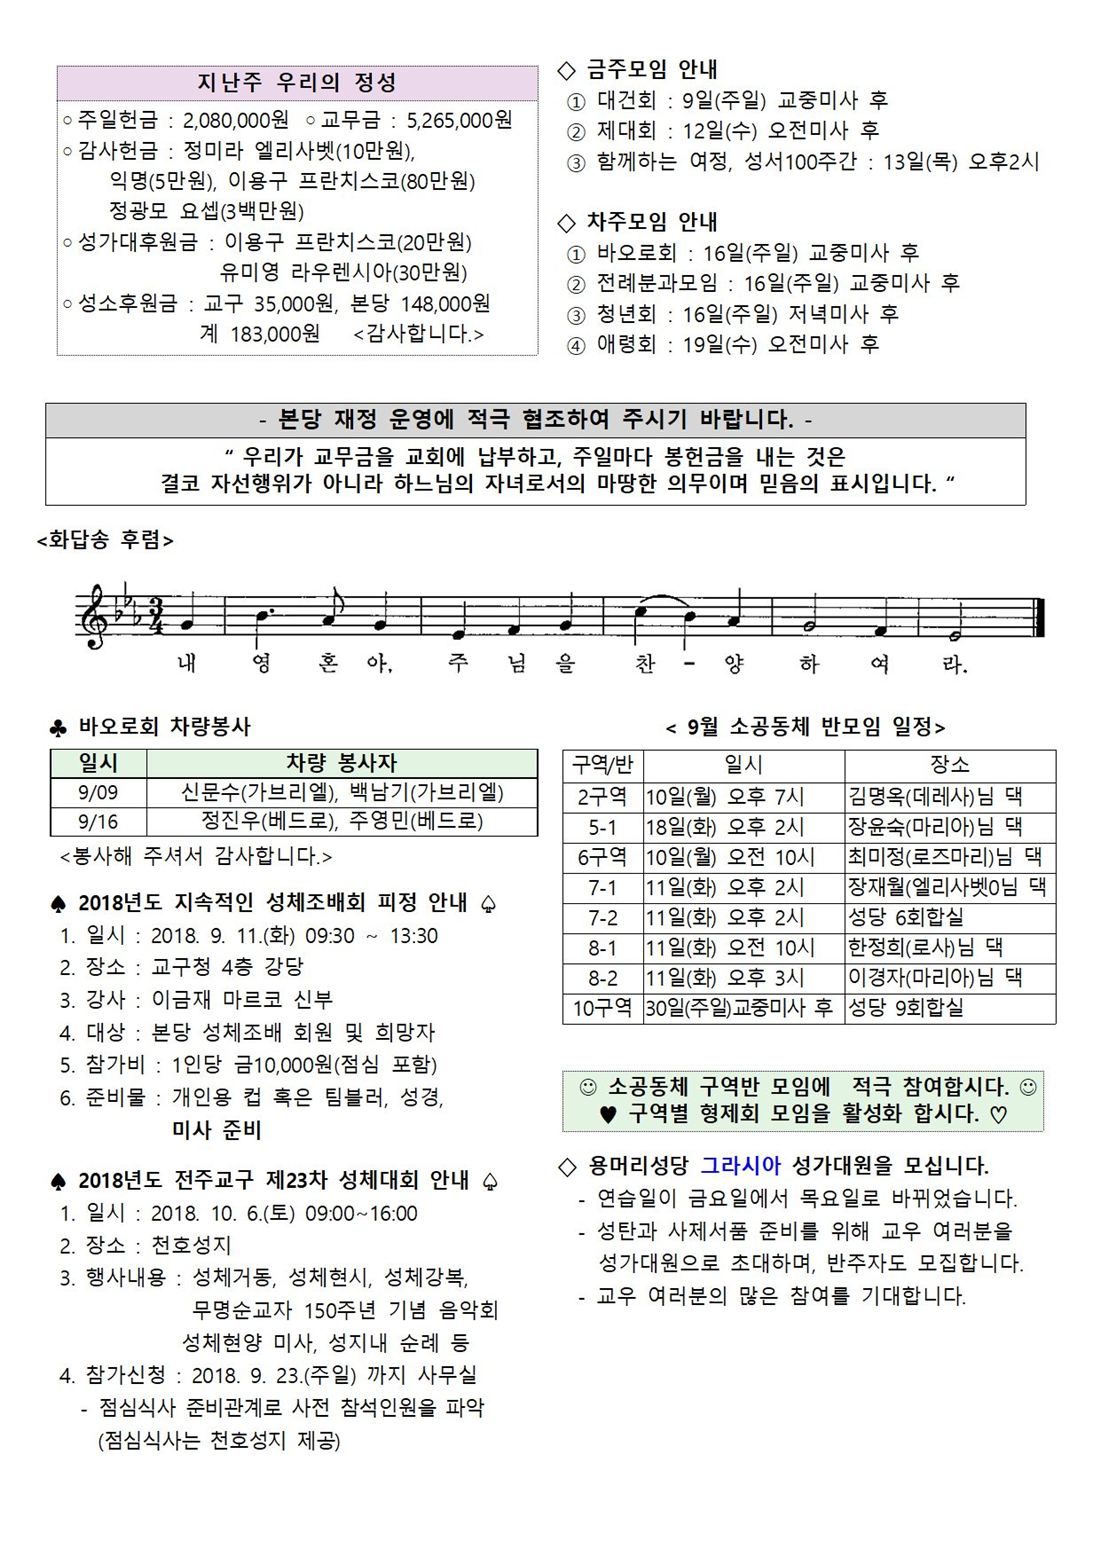 지난주 우리의 정성
○ 주일헌금 : 2,080,000원 ○ 교무금 : 5,265,000원
○ 감사헌금 : 정미라 엘리사벳(10만원),
익명(5만원), 이용구 프란치스코(80만원)
정광모 요셉(3백만원)
○ 성가대후원금 : 이용구 프란치스코(20만원)
유미영 라우렌시아(30만원)
○ 성소후원금 : 교구 35,000원, 본당 148,000원
계 183,000원 <감사합니다.>
◇ 금주모임 안내
① 대건회 : 9일(주일) 교중미사 후
② 제대회 : 12일(수) 오전미사 후
③ 함께하는 여정, 성서100주간 : 13일(목) 오후2시
◇ 차주모임 안내
① 바오로회 : 16일(주일) 교중미사 후
② 전례분과모임 : 16일(주일) 교중미사 후
③ 청년회 : 16일(주일) 저녁미사 후
④ 애령회 : 19일(수) 오전미사 후
- 본당 재정 운영에 적극 협조하여 주시기 바랍니다. -
“ 우리가 교무금을 교회에 납부하고, 주일마다 봉헌금을 내는 것은
결코 자선행위가 아니라 하느님의 자녀로서의 마땅한 의무이며 믿음의 표시입니다. “
<화답송 후렴>
3
4
내 영 혼 아, 주 님 을 찬 - 양 하 여 라.
♣ 바오로회 차량봉사
일시 차량 봉사자
9/09 신문수(가브리엘), 백남기(가브리엘)
9/16 정진우(베드로), 주영민(베드로)
<봉사해 주셔서 감사합니다.>
♠ 2018년도 지속적인 성체조배회 피정 안내 ♤
1. 일시 : 2018. 9. 11.(화) 09:30 ~ 13:30
2. 장소 : 교구청 4층 강당
3. 강사 : 이금재 마르코 신부
4. 대상 : 본당 성체조배 회원 및 희망자
5. 참가비 : 1인당 금10,000원(점심 포함)
6. 준비물 : 개인용 컵 혹은 팀블러, 성경,
미사 준비
♠ 2018년도 전주교구 제23차 성체대회 안내 ♤
1. 일시 : 2018. 10. 6.(토) 09:00~16:00
2. 장소 : 천호성지
3. 행사내용 : 성체거동, 성체현시, 성체강복,
무명순교자 150주년 기념 음악회
성체현양 미사, 성지내 순례 등
4. 참가신청 : 2018. 9. 23.(주일) 까지 사무실
- 점심식사 준비관계로 사전 참석인원을 파악
(점심식사는 천호성지 제공)
< 9월 소공동체 반모임 일정>
구역/반 일시 장소
2구역 10일(월) 오후 7시 김명옥(데레사)님 댁
5-1 18일(화) 오후 2시 장윤숙(마리아)님 댁
6구역 10일(월) 오전 10시 최미정(로즈마리)님 댁
7-1 11일(화) 오후 2시 장재월(엘리사벳0님 댁
7-2 11일(화) 오후 2시 성당 6회합실
8-1 11일(화) 오전 10시 한정희(로사)님 댁
8-2 11일(화) 오후 3시 이경자(마리아)님 댁
10구역 30일(주일)교중미사 후 성당 9회합실
☺ 소공동체 구역반 모임에 적극 참여합시다. ☺
♥ 구역별 형제회 모임을 활성화 합시다. ♡
◇ 용머리성당 그라시아 성가대원을 모십니다.
- 연습일이 금요일에서 목요일로 바뀌었습니다.
- 성탄과 사제서품 준비를 위해 교우 여러분을
성가대원으로 초대하며, 반주자도 모집합니다.
- 교우 여러분의 많은 참여를 기대합니다.